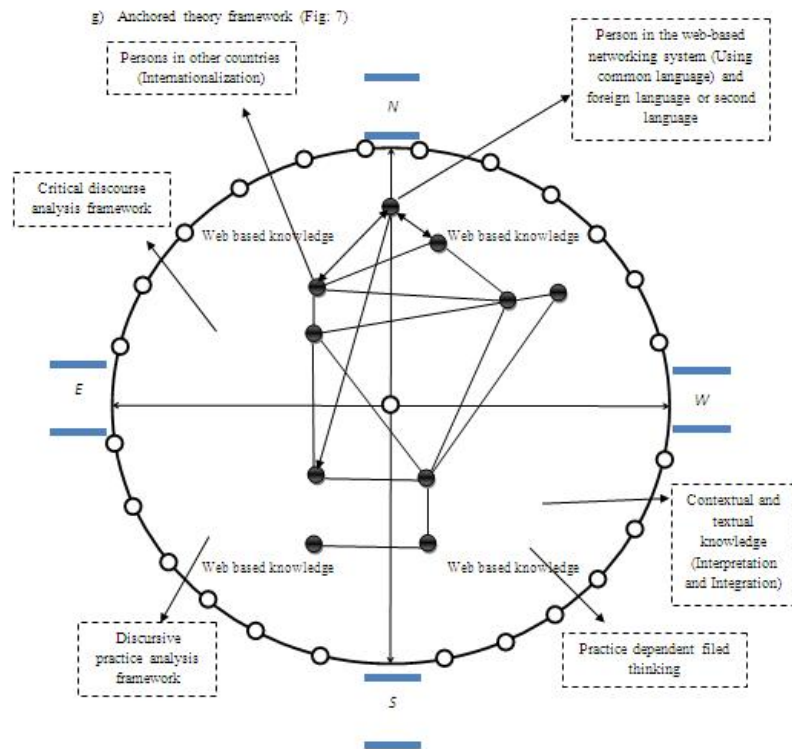 g) Anchored theory framework (Fig: 7)
Persons in other countries
(Internationalization)
Person in the web-based
networking system (Using
common language) and
foreign language or second
language
N
Critical discourse
analysis framework
Web based knowledge
Web based knowledge
E
W
Contextual and
textual
knowledge
(Interpretation
and Integration)
Web based knowledge
Web based knowledge
Discursive
practice analysis
framework
Practice dependent filed
thinking
S